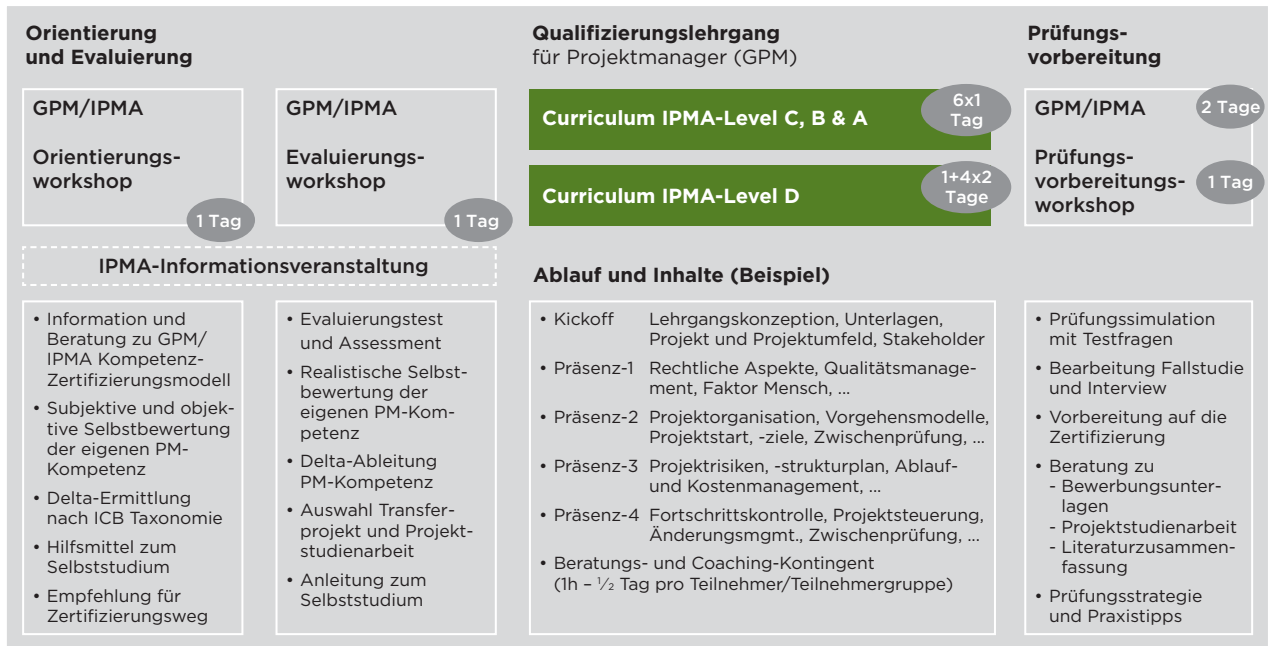 Orientierung
und Evaluierung
GPM/IPMA
Orientierungs-
workshop
1 Tag
GPM/IPMA
Evaluierungs-
workshop
1 Tag
IPMA-Informationsveranstaltung
• Information und
Beratung zu GPM/
IPMA Kompetenz-
Zertifizierungsmodell
• Subjektive und objek-
tive Selbstbewertung
der eigenen PM-
Kompetenz
• Delta-Ermittlung
nach ICB Taxonomie
• Hilfsmittel zum
Selbststudium
• Empfehlung für
Zertifizierungsweg
• Evaluierungstest
und Assessment
• Realistische Selbst-
bewertung der
eigenen PM-Kom-
petenz
• Delta-Ableitung
PM-Kompetenz
• Auswahl Transfer-
projekt und Projekt-
studienarbeit
• Anleitung zum
Selbststudium
Qualifizierungslehrgang
für Projektmanager (GPM)
Curriculum IPMA-Level C, B & A
6x1
Tag
Curriculum IPMA-Level D
1+4x2
Tage
Ablauf und Inhalte (Beispiel)
• Kickoff Lehrgangskonzeption, Unterlagen,
Projekt und Projektumfeld, Stakeholder
• Präsenz-1 Rechtliche Aspekte, Qualitätsmanage-
ment, Faktor Mensch, ...
• Präsenz-2 Projektorganisation, Vorgehensmodelle,
Projektstart, -ziele, Zwischenprüfung, ...
• Präsenz-3 Projektrisiken, -strukturplan, Ablauf-
und Kostenmanagement, ...
• Präsenz-4 Fortschrittskontrolle, Projektsteuerung,
Änderungsmgmt., Zwischenprüfung, ...
• Beratungs- und Coaching-Kontingent
(1h – ½ Tag pro Teilnehmer/Teilnehmergruppe)
Prüfungs-
vorbereitung
GPM/IPMA
2 Tage
Prüfungs-
vorbereitungs-
workshop
1 Tag
• Prüfungssimulation
mit Testfragen
• Bearbeitung Fallstudie
und Interview
• Vorbereitung auf die
Zertifizierung
• Beratung zu
- Bewerbungsunter-
lagen
- Projektstudienarbeit
- Literaturzusammen-
fassung
• Prüfungsstrategie
und Praxistipps